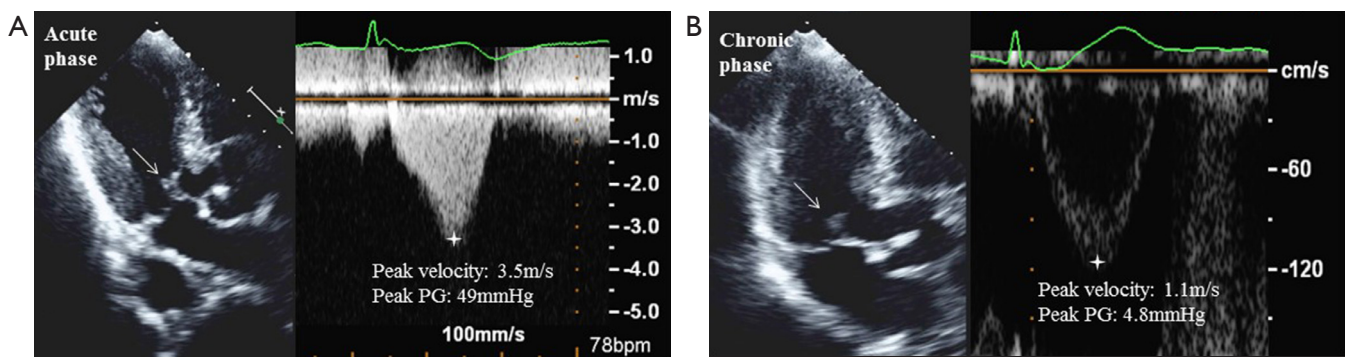 A
Acute
phase
1.0
m/s
-1.0
-2.0
-3.0
Peak velocity: 3.5m/s
Peak PG: 49mmHg
-4.0
-5.0
100mm/s
78bpm
B
Chronic
phase
cm/s
-60
-120
Peak velocity: 1.1m/s
Peak PG: 4.8mmHg